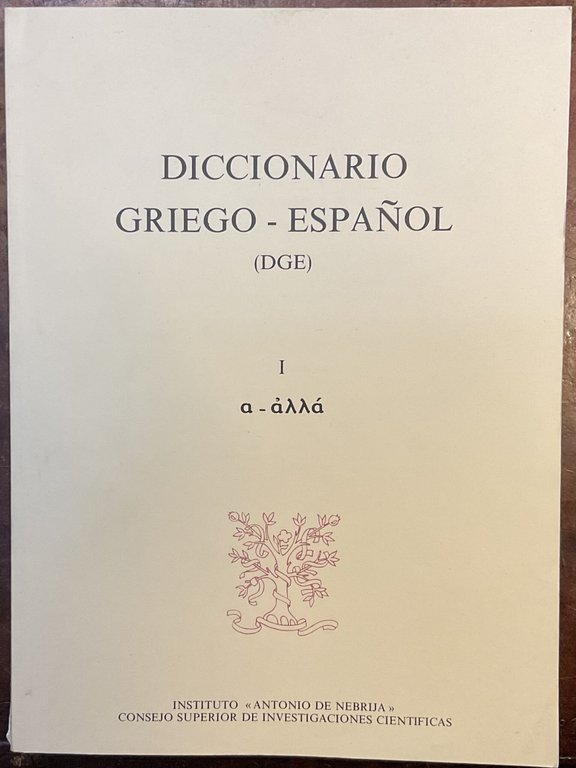 DICCIONARIO
GRIEGO - ESPAÑOL
(DGE)
I
α - ἀλλά
INSTITUTO «ANTONIO DE NEBRIJA»
CONSEJO SUPERIOR DE INVESTIGACIONES CIENTIFICAS